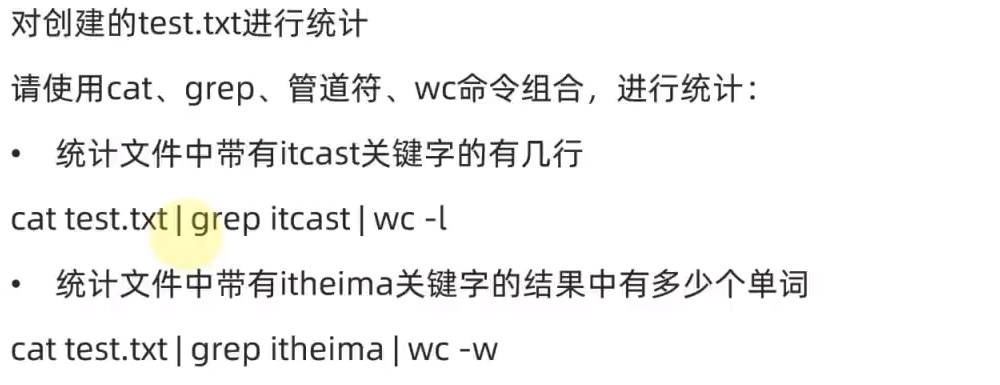 对创建的test.txt进行统计
请使用cat、grep、管道符、wc命令组合，进行统计：
• 统计文件中带有itcast关键字的有几行
cat test.txt | grep itcast | wc -l
• 统计文件中带有itheima关键字的结果中有多少个单词
cat test.txt | grep itheima | wc -w